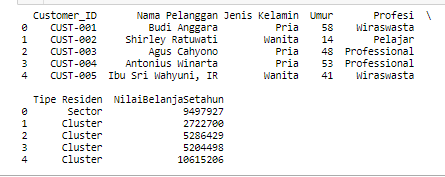 Customer_ID Nama Pelanggan Jenis Kelamin Umur Profesi \
0 CUST-001 Budi Anggara Pria 58 Wiraswasta
1 CUST-002 Shirley Ratuwati Wanita 14 Pelajar
2 CUST-003 Agus Cahyono Pria 48 Professional
3 CUST-004 Antonius Winarta Pria 53 Professional
4 CUST-005 Ibu Sri Wahyuni, IR Wanita 41 Wiraswasta
Tipe Residen NilaiBelanjaSetahun
0 Sector 9497927
1 Cluster 2722700
2 Cluster 5286429
3 Cluster 5204498
4 Cluster 10615206